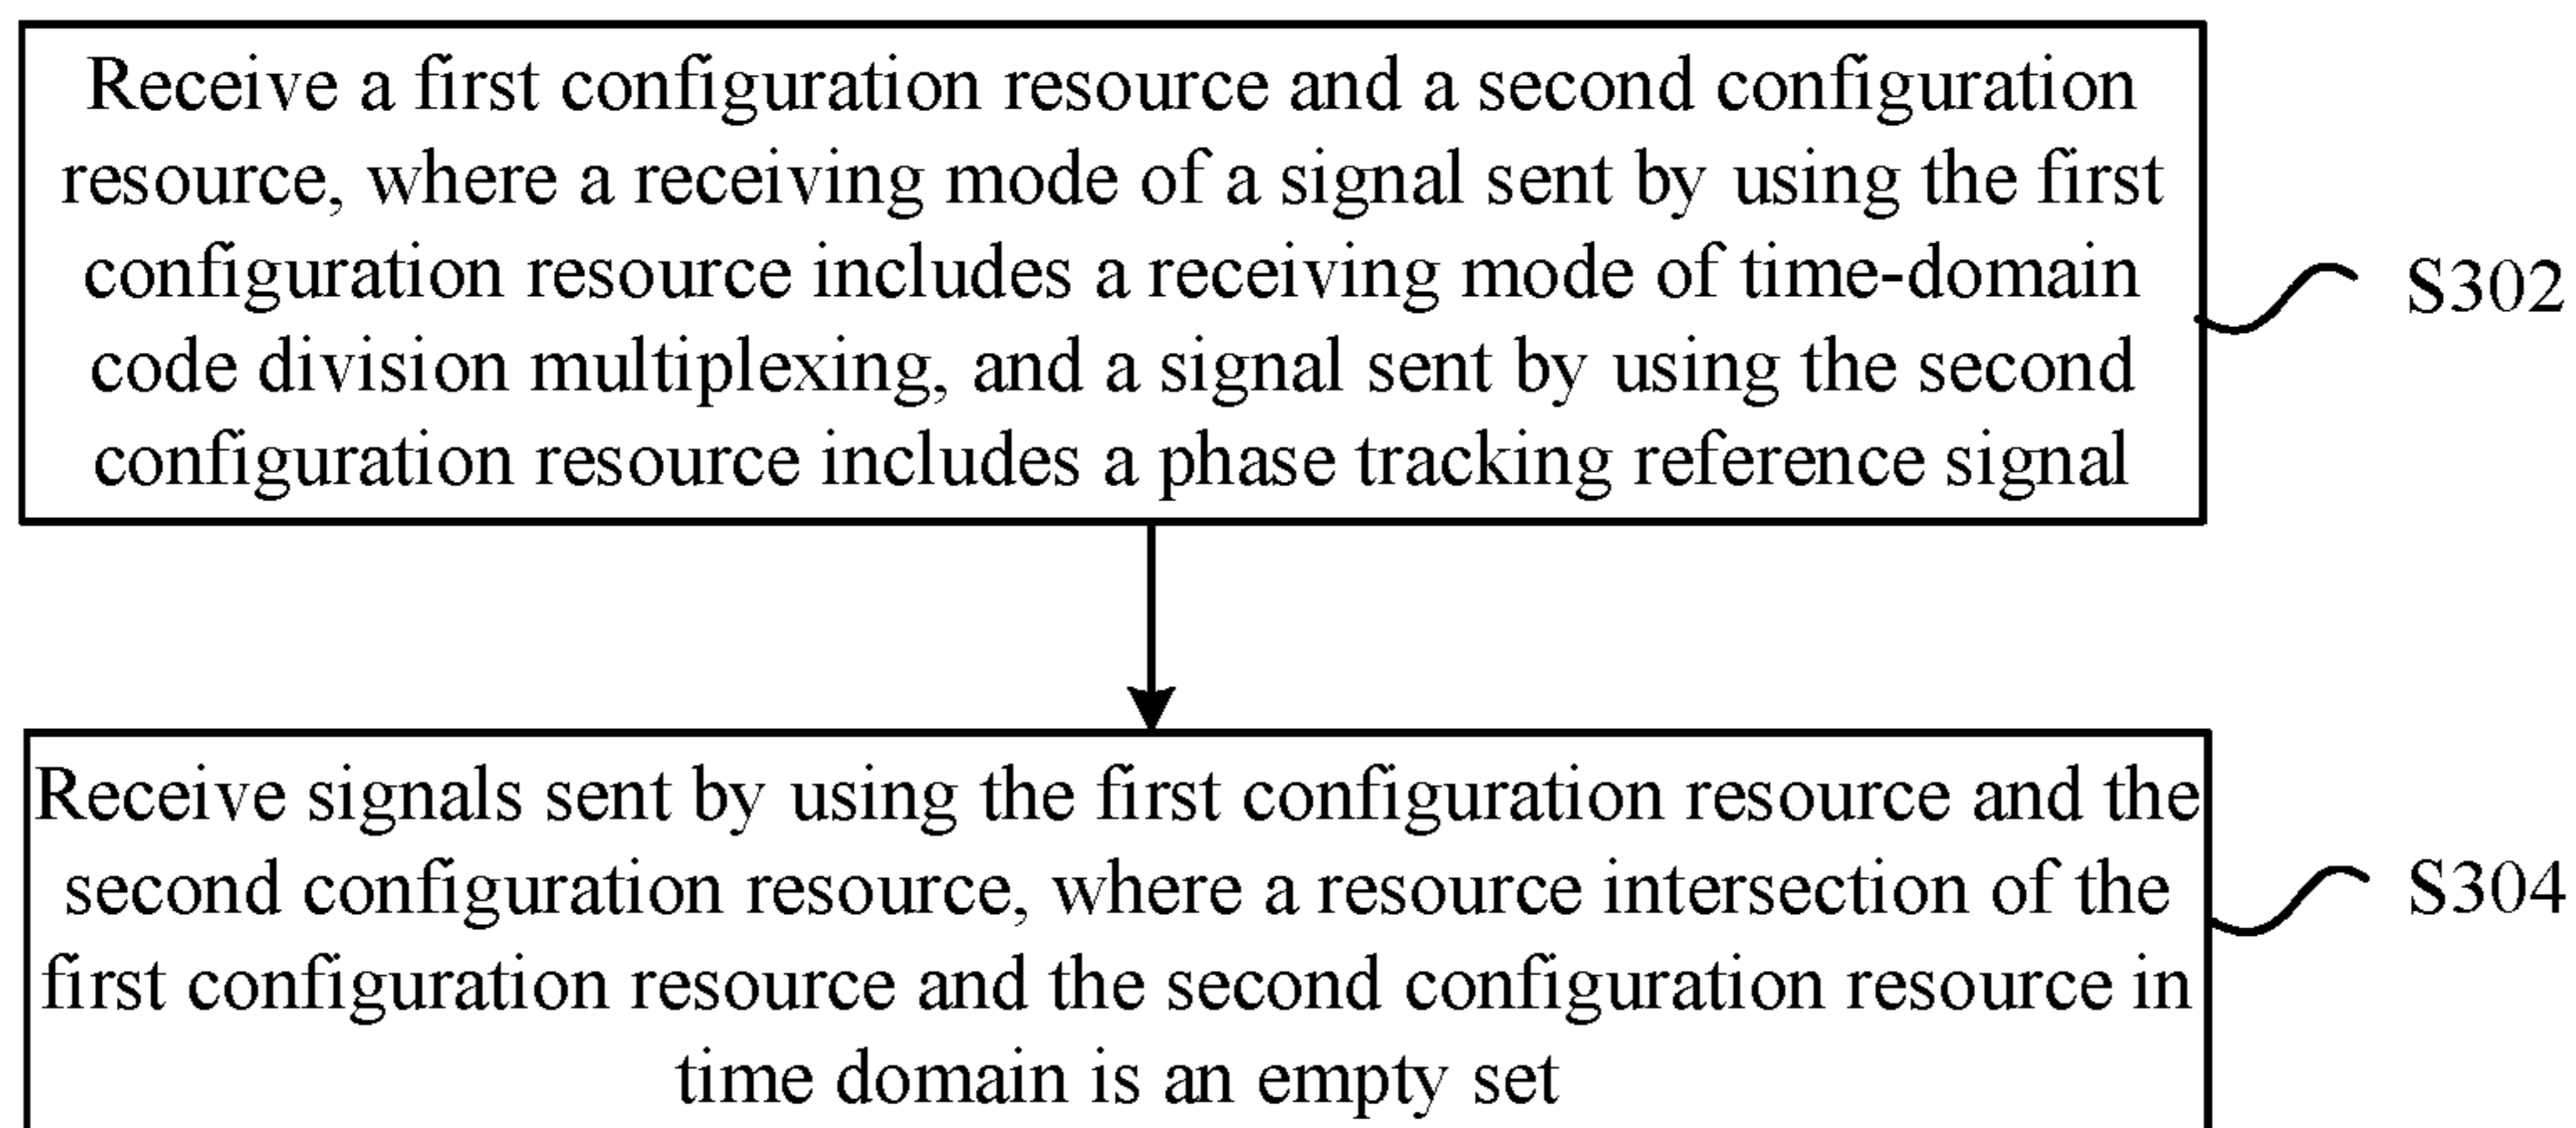 Receive a first configuration resource and a second configuration
resource, where a receiving mode of a signal sent by using the first
configuration resource includes a receiving mode of time-domain
code division multiplexing, and a signal sent by using the second
configuration resource includes a phase tracking reference signal
S302
Receive signals sent by using the first configuration resource and the
second configuration resource, where a resource intersection of the
first configuration resource and the second configuration resource in
time domain is an empty set
S304